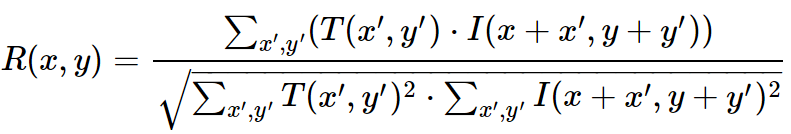 R(x, y) = \frac{\sum_{x',y'} (T(x', y') \cdot I(x + x', y + y'))}{\sqrt{\sum_{x',y'} T(x', y')^2 \cdot \sum_{x',y'} I(x + x', y + y')^2}}